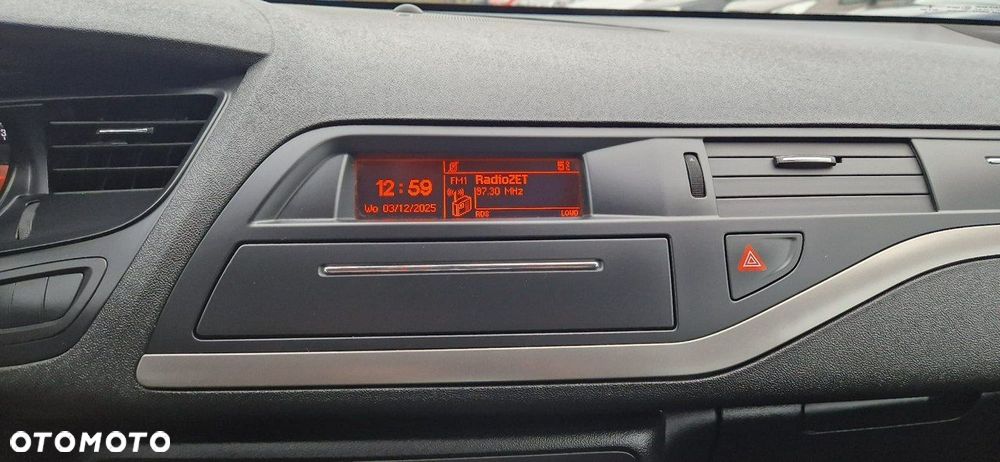 12:59
Wo 03/12/2025
FM1 RadioZET
97.30 MHz
RDS LOUD
OTOMOTO